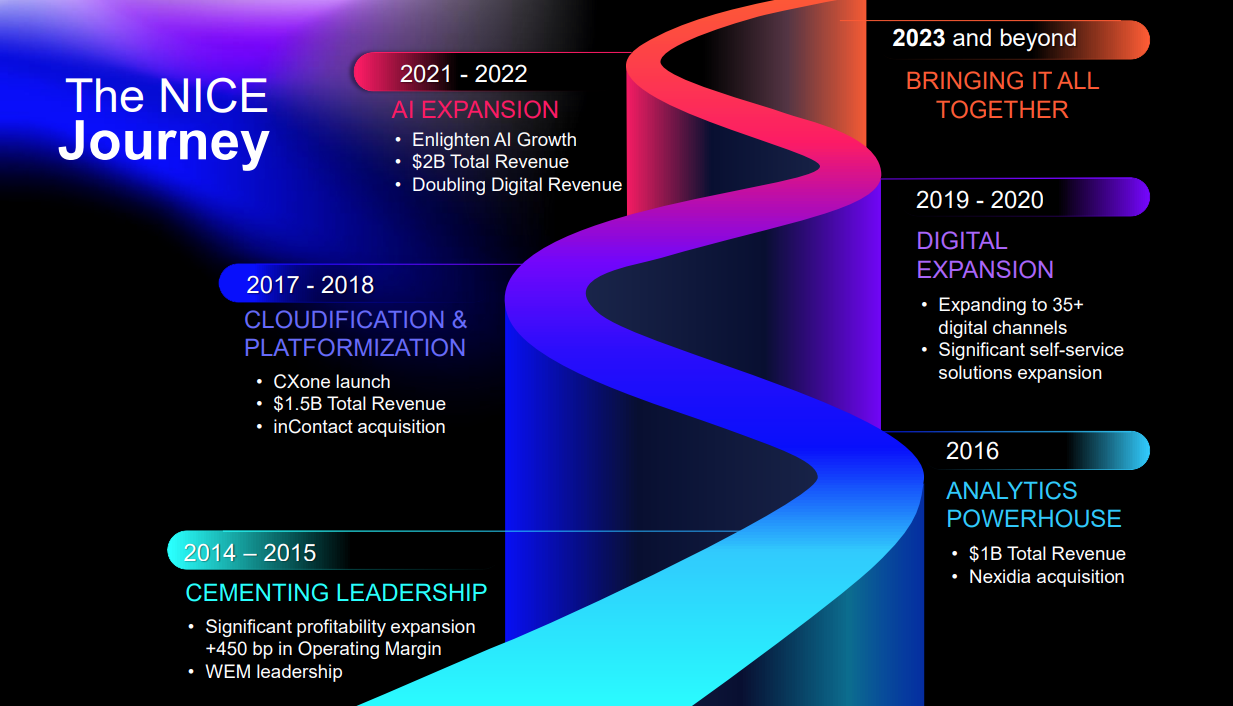 The NICE
Journey
2021 - 2022
AI EXPANSION
• Enlighten AI Growth
• $2B Total Revenue
• Doubling Digital Revenue
2023 and beyond
BRINGING IT ALL
TOGETHER
2019 - 2020
DIGITAL
EXPANSION
• Expanding to 35+
digital channels
• Significant self-service
solutions expansion
2017 - 2018
CLOUDIFICATION &
PLATFORMIZATION
• CXone launch
• $1.5B Total Revenue
• inContact acquisition
2016
ANALYTICS
POWERHOUSE
• $1B Total Revenue
• Nexidia acquisition
2014 – 2015
CEMENTING LEADERSHIP
• Significant profitability expansion
+450 bp in Operating Margin
• WEM leadership